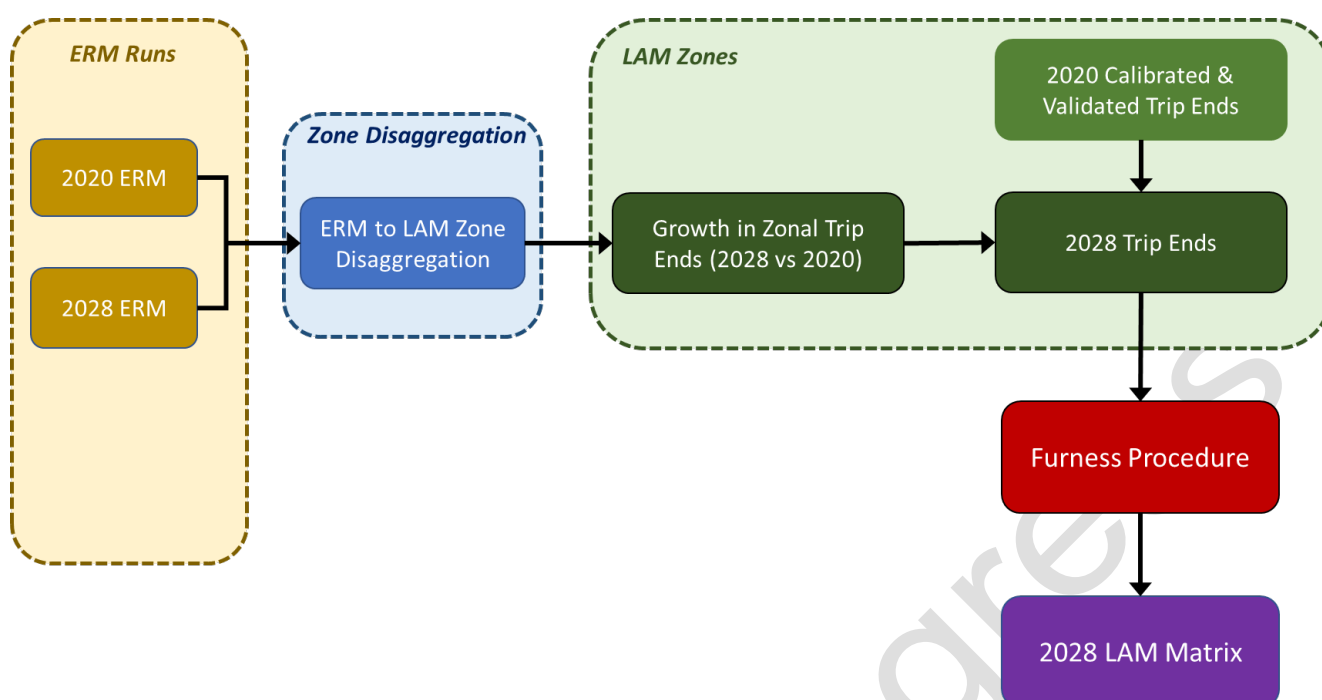 ERM Runs
2020 ERM
2028 ERM
Zone Disaggregation
ERM to LAM Zone
Disaggregation
LAM Zones
2020 Calibrated &
Validated Trip Ends
Growth in Zonal Trip
Ends (2028 vs 2020)
2028 Trip Ends
Furness Procedure
2028 LAM Matrix